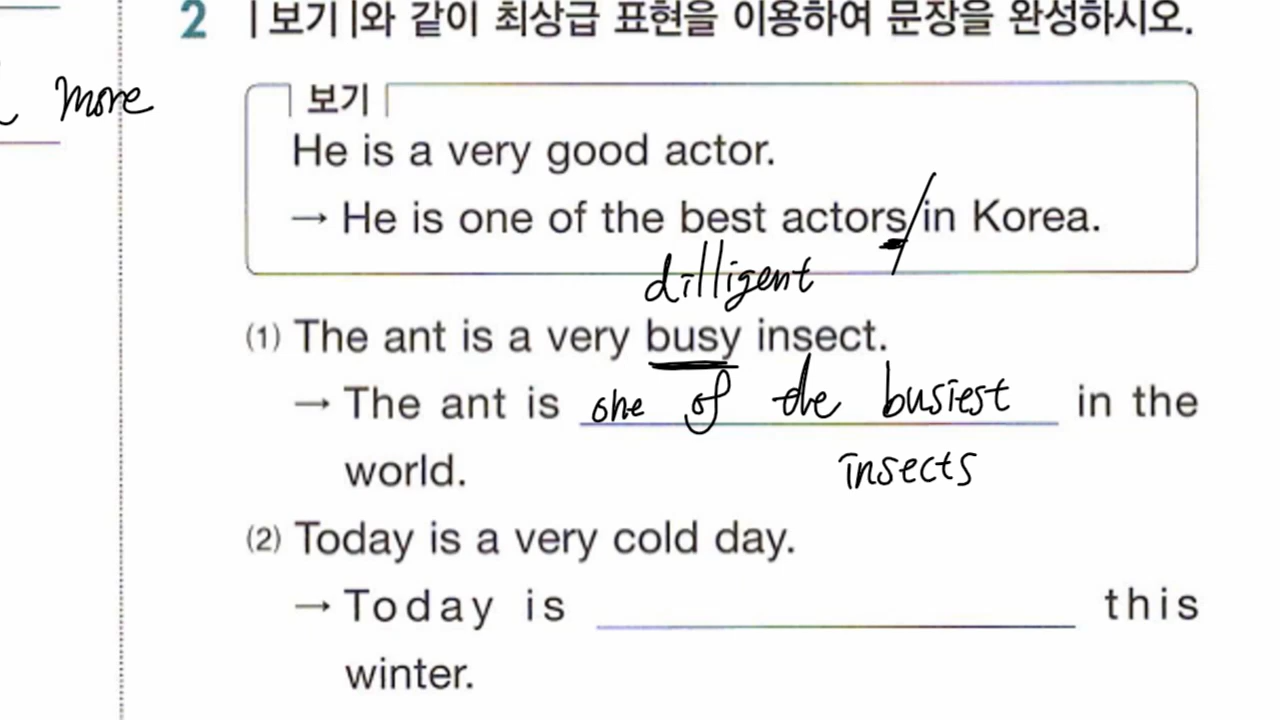 2 |보기|와 같이 최상급 표현을 이용하여 문장을 완성하시오.
more
보기
He is a very good actor.
→ He is one of the best actors/in Korea.
dilligent
(1) The ant is a very busy insect.
→ The ant is one of the busiest in the
world. insects
(2) Today is a very cold day.
→ Today is ____________ this
winter.